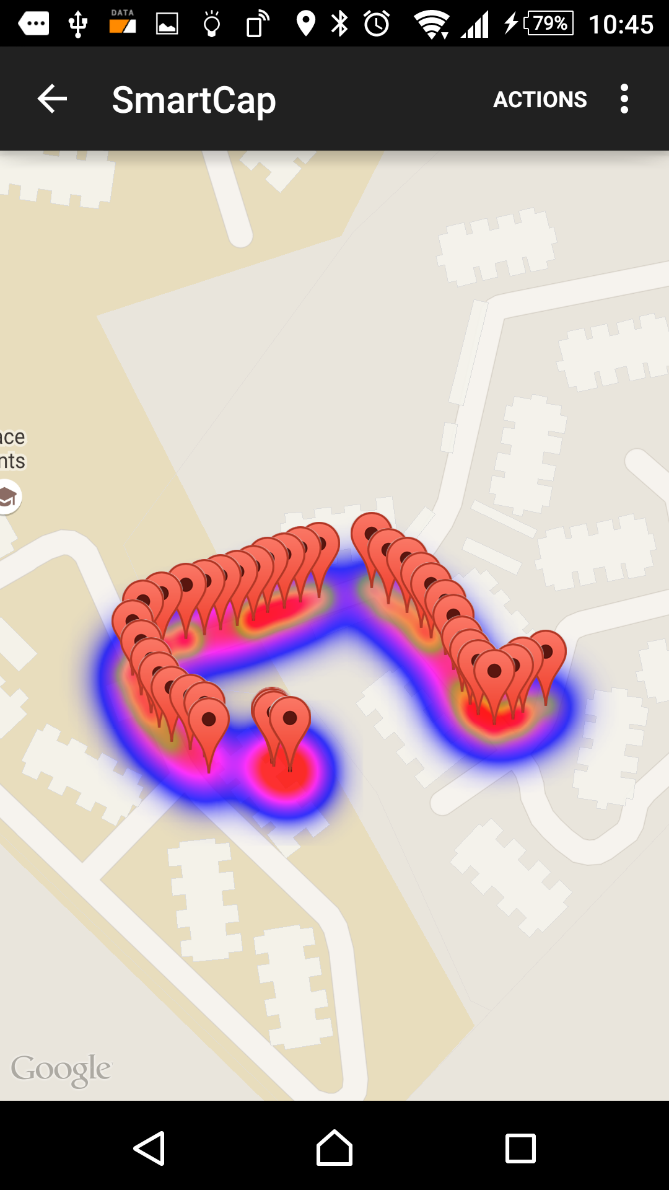 DATA
79%
10:45
SmartCap
ACTIONS
ace
nts
Google